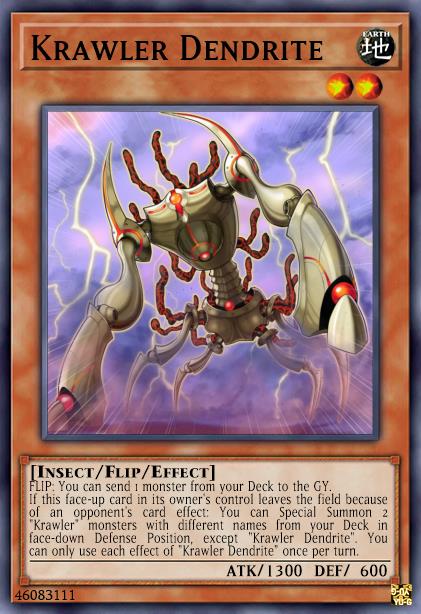 KRAWLER DENDRITE
EARTH
地
[INSECT/FLIP/EFFECT]
FLIP: You can send 1 monster from your Deck to the GY.
If this face-up card in its owner's control leaves the field because
of an opponent's card effect: You can Special Summon 2
"Krawler" monsters with different names from your Deck in
face-down Defense Position, except "Krawler Dendrite". You
can only use each effect of "Krawler Dendrite" once per turn.
ATK/1300 DEF/ 600
46083111